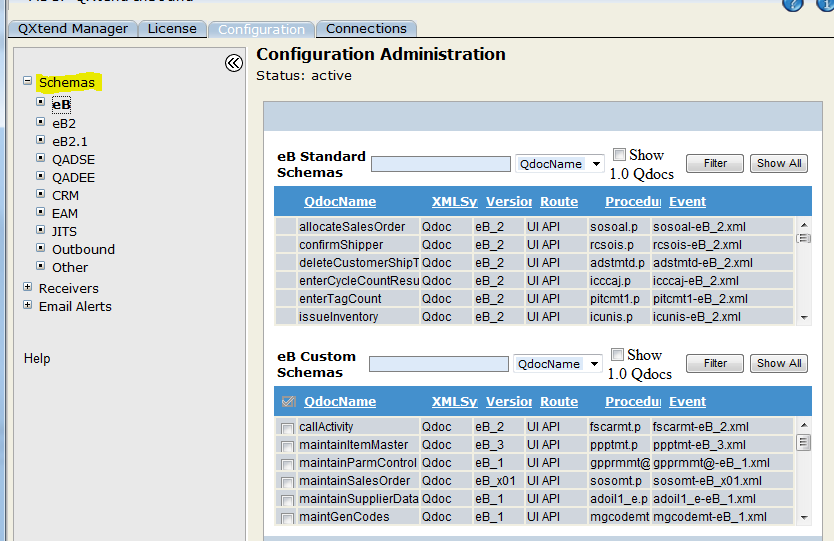 QXtend Manager License Configuration Connections
Configuration Administration
Status: active
Schemas
eB
eB2
eB2.1
QADSE
QADEE
CRM
EAM
JITS
Outbound
Other
Receivers
Email Alerts
Help
eB Standard Schemas QdocName Show 1.0 Qdocs Filter Show All
QdocName XMLSy Version Route Procedu Event
allocateSalesOrder Qdoc eB_2 UI API sosoal.p sosoal-eB_2.xml
confirmShipper Qdoc eB_2 UI API rcsois.p rcsois-eB_2.xml
deleteCustomerShipT Qdoc eB_2 UI API adstmtd.p adstmtd-eB_2.xml
enterCycleCountResu Qdoc eB_2 UI API icccaj.p icccaj-eB_2.xml
enterTagCount Qdoc eB_2 UI API pitcmt1.p pitcmt1-eB_2.xml
issueInventory Qdoc eB_2 UI API icunis.p icunis-eB_2.xml
eB Custom Schemas QdocName Show 1.0 Qdocs Filter Show All
QdocName XMLSy Version Route Procedu Event
callActivity Qdoc eB_2 UI API fscarmt.p fscarmt-eB_2.xml
maintainItemMaster Qdoc eB_3 UI API ppptmt.p ppptmt-eB_3.xml
maintainParmControl Qdoc eB_1 UI API gpprmmt@ gpprmmt@-eB_1.xml
maintainSalesOrder Qdoc eB_x01 UI API sosomt.p sosomt-eB_x01.xml
maintainSupplierData Qdoc eB_1 UI API adoil1_e.p adoil1_e-eB_1.xml
maintGenCodes Qdoc eB_1 UI API mgcodemt mgcodemt-eB_1.xml